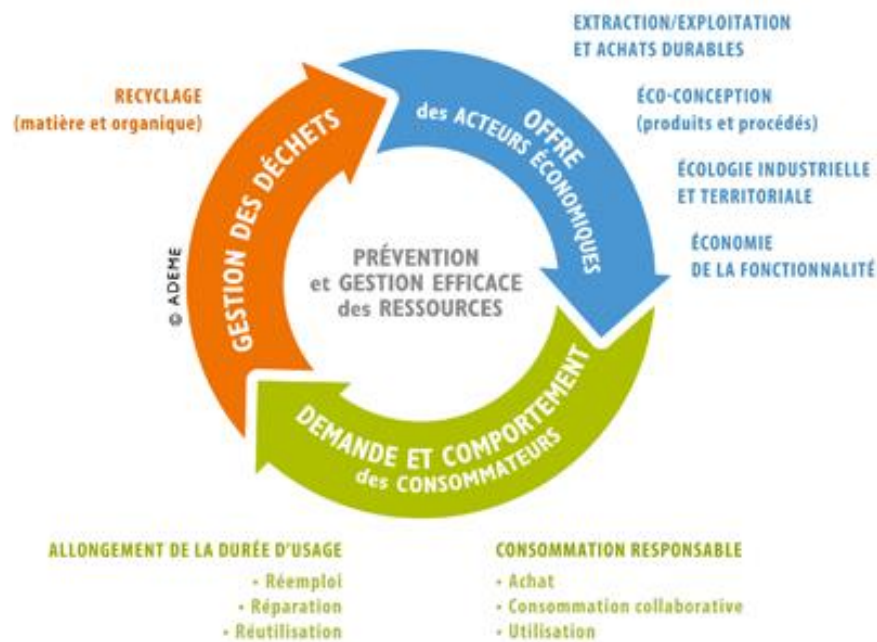 EXTRACTION/EXPLOITATION
ET ACHATS DURABLES
ÉCO-CONCEPTION
(produits et procédés)
ÉCOLOGIE INDUSTRIELLE
ET TERRITORIALE
ÉCONOMIE
DE LA FONCTIONNALITÉ
RECYCLAGE
(matière et organique)
OFFRE
des ACTEURS ÉCONOMIQUES
GESTION DES DÉCHETS
PRÉVENTION
et GESTION EFFICACE
des RESSOURCES
© ADEME
DEMANDE ET COMPORTEMENT
des CONSOMMATEURS
ALLONGEMENT DE LA DURÉE D'USAGE
• Réemploi
• Réparation
• Réutilisation
CONSOMMATION RESPONSABLE
• Achat
• Consommation collaborative
• Utilisation